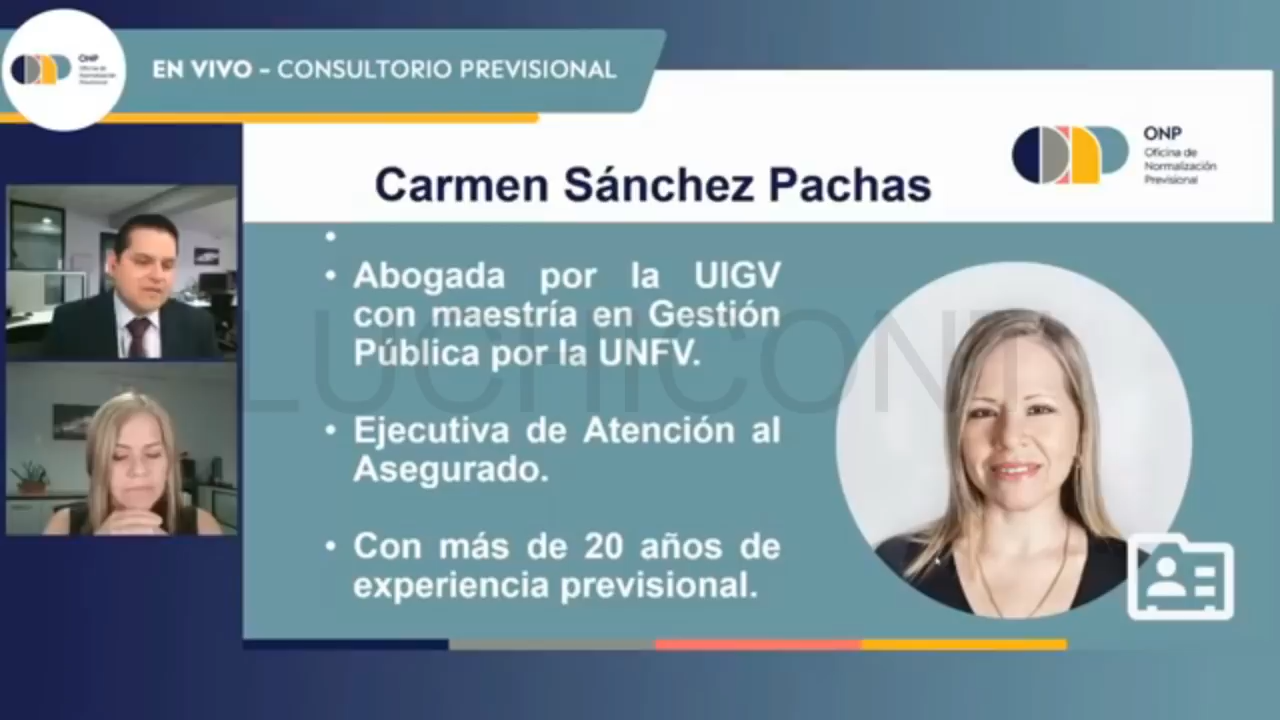 ONP
Oficina de
Normalización
Previsional
EN VIVO - CONSULTORIO PREVISIONAL
ONP
Oficina de
Normalización
Previsional
Carmen Sánchez Pachas
• 
• Abogada por la UIGV
con maestría en Gestión
Pública por la UNFV.
• Ejecutiva de Atención al
Asegurado.
• Con más de 20 años de
experiencia previsional.
LUCHICONT